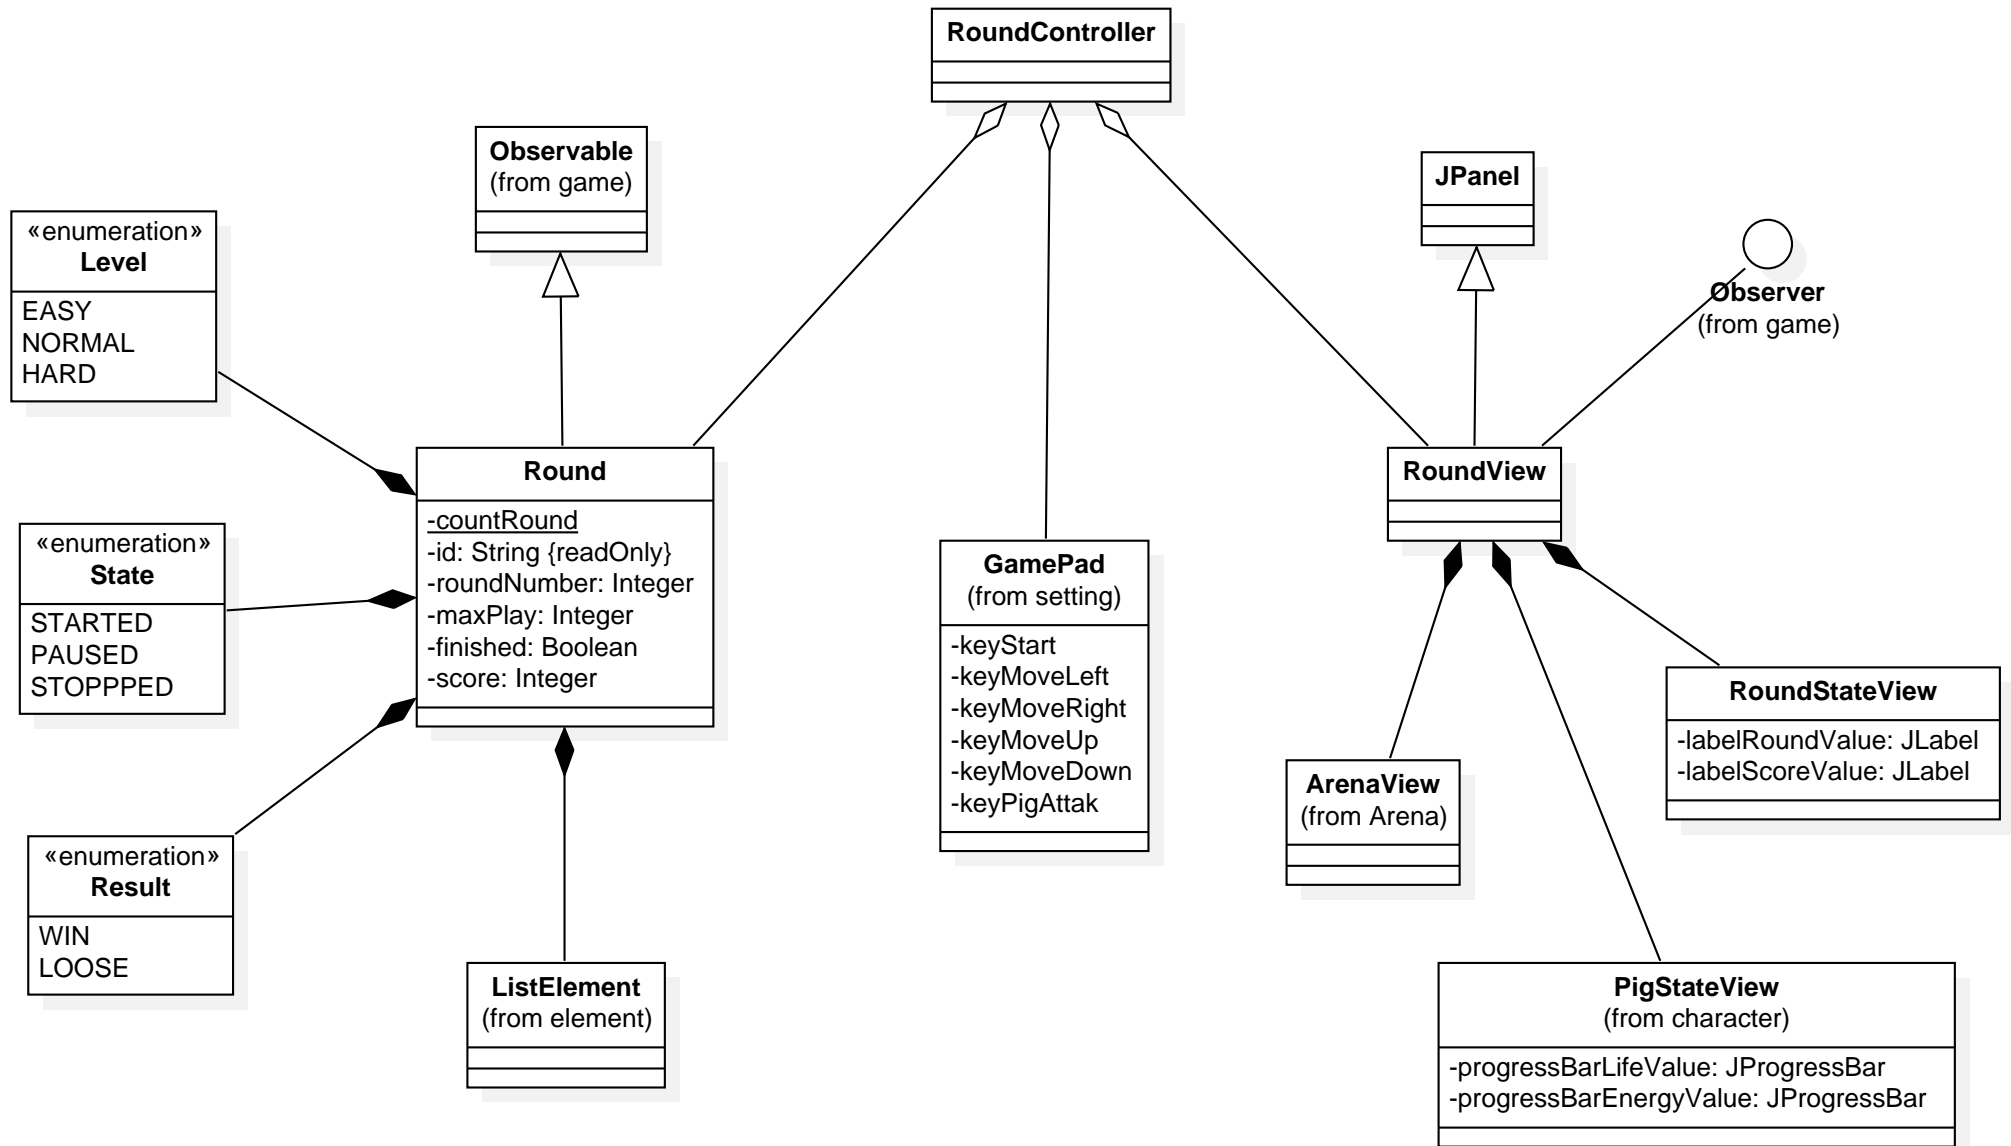 RoundController
Observable
(from game)
JPanel
«enumeration»
Level
EASY
NORMAL
HARD
Observer
(from game)
Round
-countRound
-id: String {readOnly}
-roundNumber: Integer
-maxPlay: Integer
-finished: Boolean
-score: Integer
RoundView
«enumeration»
State
STARTED
PAUSED
STOPPPED
GamePad
(from setting)
-keyStart
-keyMoveLeft
-keyMoveRight
-keyMoveUp
-keyMoveDown
-keyPigAttak
RoundStateView
-labelRoundValue: JLabel
-labelScoreValue: JLabel
ArenaView
(from Arena)
«enumeration»
Result
WIN
LOOSE
ListElement
(from element)
PigStateView
(from character)
-progressBarLifeValue: JProgressBar
-progressBarEnergyValue: JProgressBar